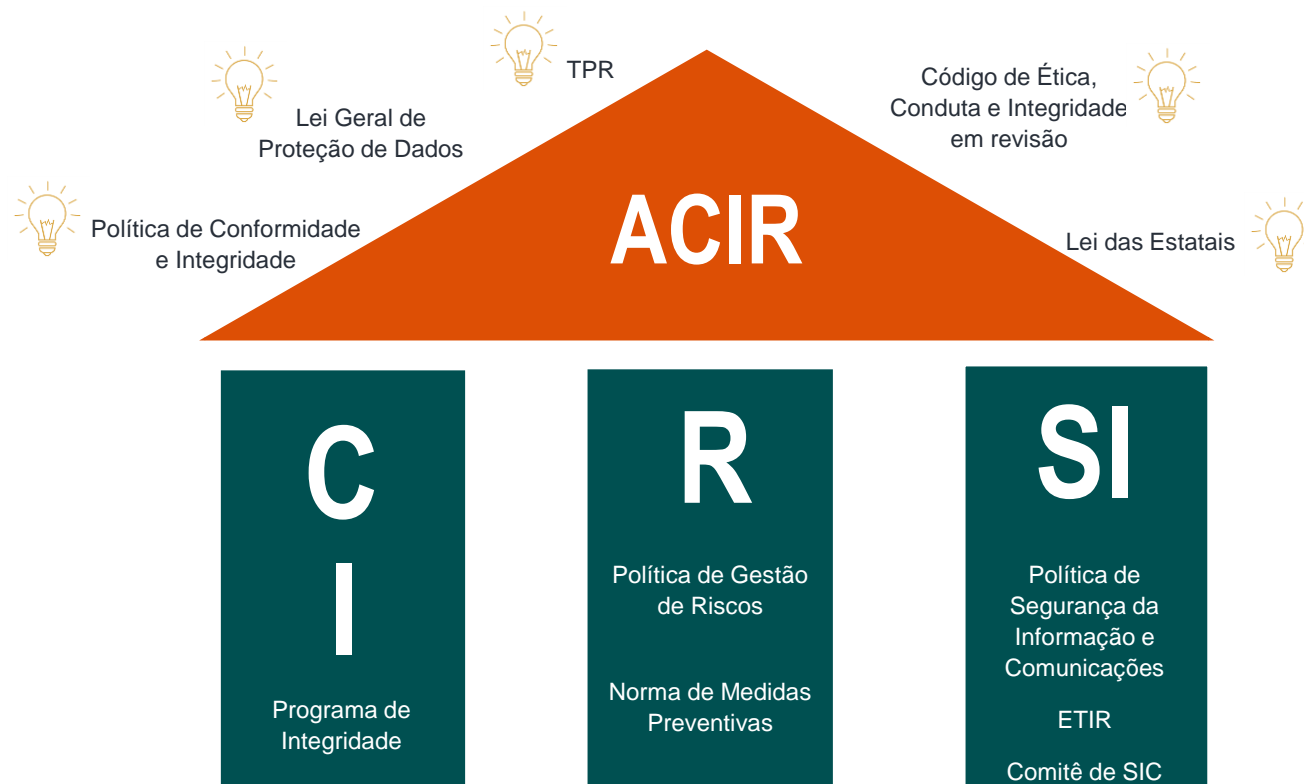 TPR
Lei Geral de
Proteção de Dados
Política de Conformidade
e Integridade
Código de Ética,
Conduta e Integridade
em revisão
Lei das Estatais
ACIR
C
I
Programa de
Integridade
R
Política de Gestão
de Riscos
Norma de Medidas
Preventivas
SI
Política de
Segurança da
Informação e
Comunicações
ETIR
Comitê de SIC